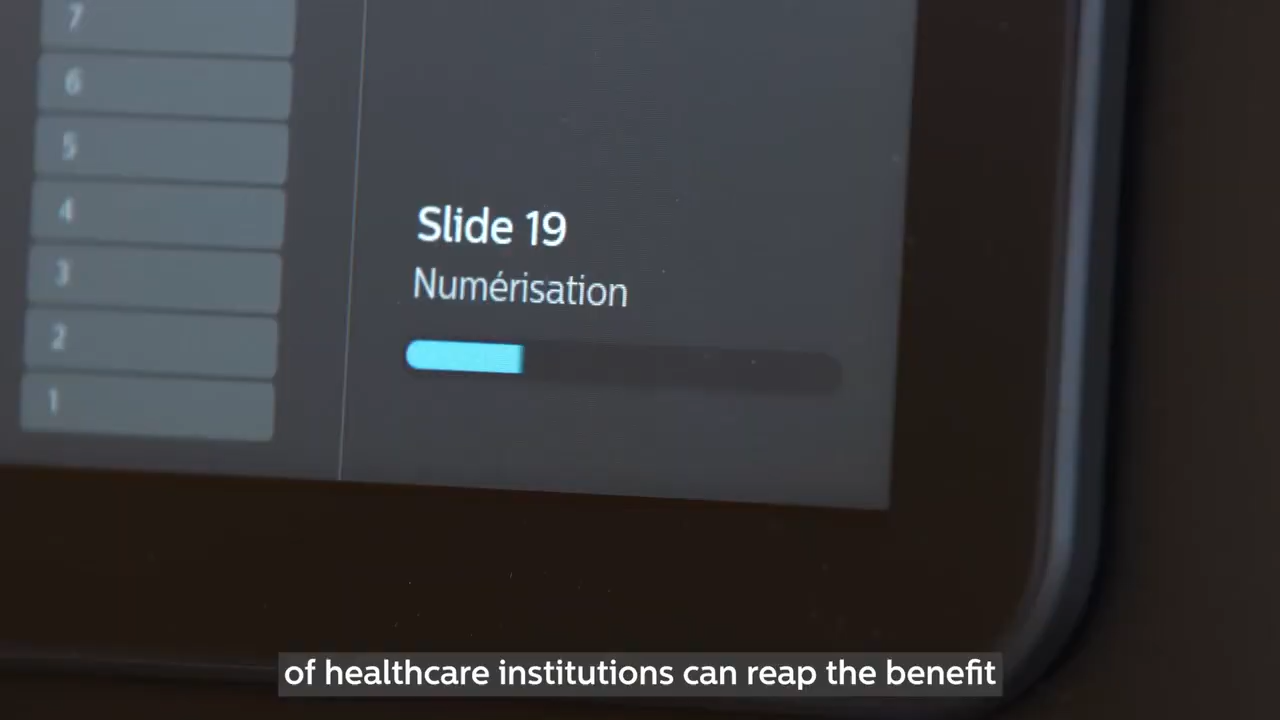 7
6
5
4
3
2
1
Slide 19
Numérisation
of healthcare institutions can reap the benefit